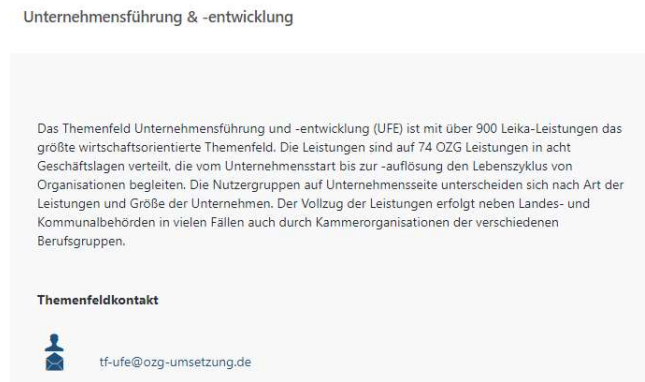 Unternehmensführung & -entwicklung
Das Themenfeld Unternehmensführung und -entwicklung (UFE) ist mit über 900 Leika-Leistungen das
größte wirtschaftsorientierte Themenfeld. Die Leistungen sind auf 74 OZG Leistungen in acht
Geschäftslagen verteilt, die vom Unternehmensstart bis zur -auflösung den Lebenszyklus von
Organisationen begleiten. Die Nutzergruppen auf Unternehmensseite unterscheiden sich nach Art der
Leistungen und Größe der Unternehmen. Der Vollzug der Leistungen erfolgt neben Landes- und
Kommunalbehörden in vielen Fällen auch durch Kammerorganisationen der verschiedenen
Berufsgruppen.
Themenfeldkontakt
tf-ufe@ozg-umsetzung.de